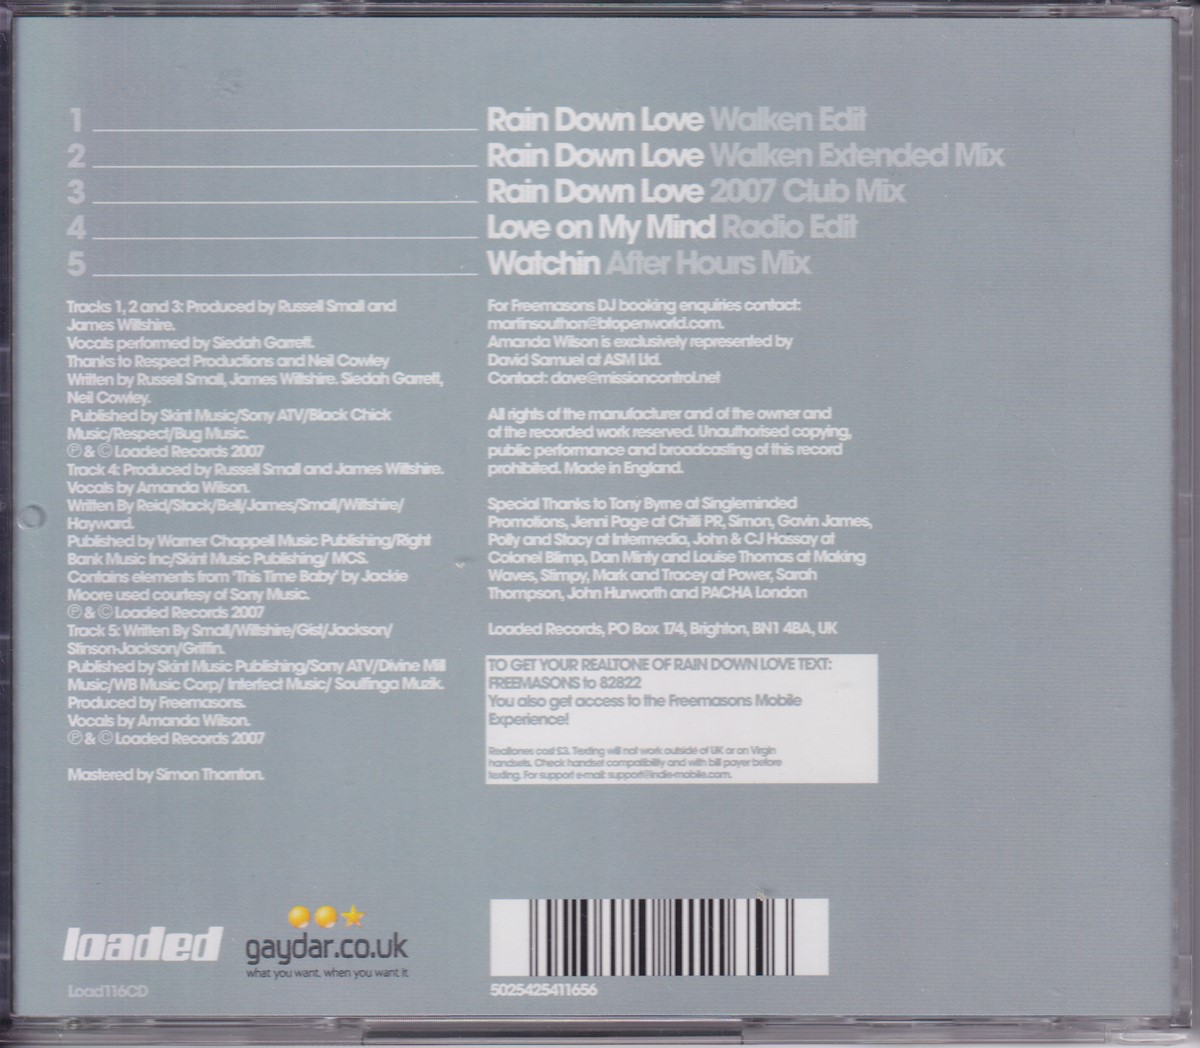 1 Rain Down Love Walken Edit
2 Rain Down Love Walken Extended Mix
3 Rain Down Love 2007 Club Mix
4 Love on My Mind Radio Edit
5 Watchin After Hours Mix
Tracks 1, 2 and 3: Produced by Russell Small and
James Wiltshire.
Vocals performed by Siedah Garrett.
Thanks to Respect Productions and Neil Cowley
Written by Russell Small, James Wiltshire. Siedah Garrett,
Neil Cowley.
Published by Skint Music/Sony ATV/Black Chick
Music/Respect/Bug Music.
℗ & © Loaded Records 2007
Track 4: Produced by Russell Small and James Wiltshire.
Vocals by Amanda Wilson.
Written By Reid/Slack/Bell/James/Small/Wiltshire/
Hayward.
Published by Warner Chappell Music Publishing/Right
Bank Music Inc/Skint Music Publishing/ MCS.
Contains elements from 'This Time Baby' by Jackie
Moore used courtesy of Sony Music.
℗ & © Loaded Records 2007
Track 5: Written By Small/Wiltshire/Gist/Jackson/
Stinson-Jackson/Griffin.
Published by Skint Music Publishing/Sony ATV/Divine Mill
Music/WB Music Corp/ Interfect Music/ Soulfinga Muzik.
Produced by Freemasons.
Vocals by Amanda Wilson.
℗ & © Loaded Records 2007
Mastered by Simon Thornton.
For Freemasons DJ booking enquiries contact:
martinsouthon@btopenworld.com.
Amanda Wilson is exclusively represented by
David Samuel at ASM Ltd.
Contact: dave@missioncontrol.net
All rights of the manufacturer and of the owner and
of the recorded work reserved. Unauthorised copying,
public performance and broadcasting of this record
prohibited. Made in England.
Special Thanks to Tony Byrne at Singleminded
Promotions, Jenni Page at Chilli PR, Simon, Gavin James,
Polly and Stacy at Intermedia, John & CJ Hassay at
Colonel Blimp, Dan Minty and Louise Thomas at Making
Waves, Stimpy, Mark and Tracey at Power, Sarah
Thompson, John Hurworth and PACHA London
Loaded Records, PO Box 174, Brighton, BN1 4BA, UK
TO GET YOUR REALTONE OF RAIN DOWN LOVE TEXT:
FREEMASONS to 82822
You also get access to the Freemasons Mobile
Experience!
Realtones cost £3. Texting will not work outside of UK or on Virgin
handsets. Check handset compatibility and with bill payer before
texting. For support e-mail: support@indie-mobile.com.
loaded
Load116CD
gaydar.co.uk
what you want, when you want it
5025425411656